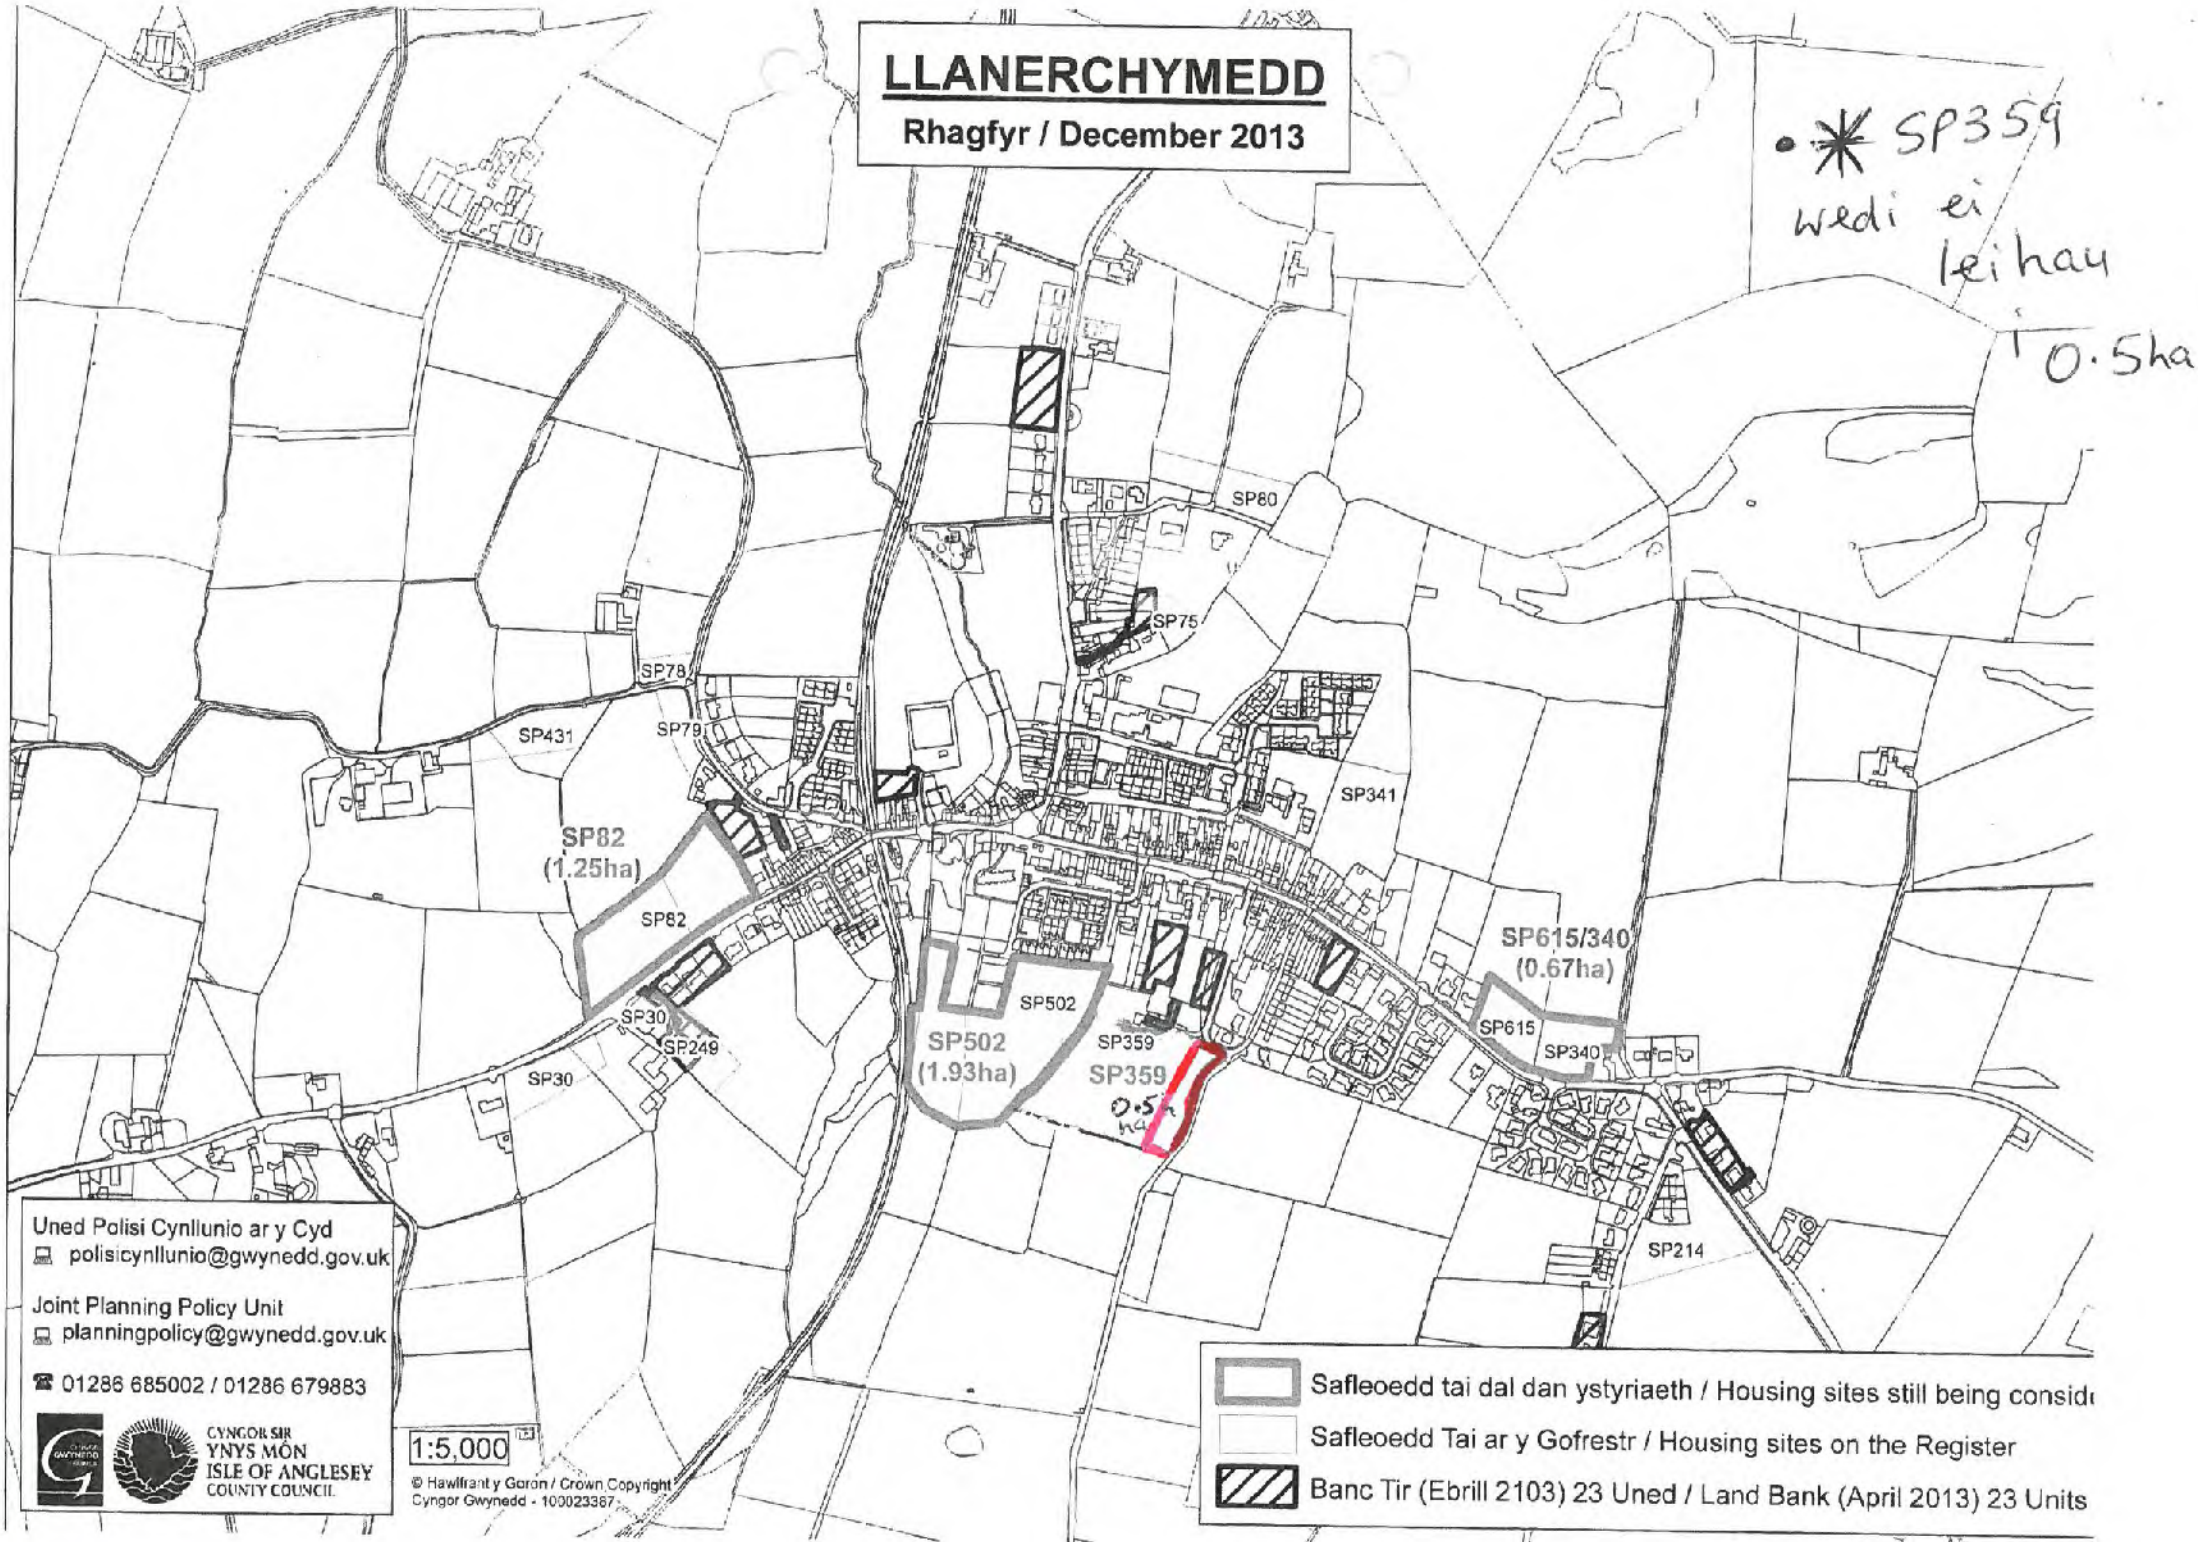 LLANERCHYMEDD
Rhagfyr / December 2013
SP359
wedi ei
leihau
i 0.5ha
SP80
SP75
SP78
SP79
SP431
SP341
SP82
(1.25ha)
SP82
SP615/340
(0.67ha)
SP615
SP340
SP502
SP502
(1.93ha)
SP359
SP359
0.5
ha
SP30
SP249
SP30
SP214
Uned Polisi Cynllunio ar y Cyd
polisicynllunio@gwynedd.gov.uk
Joint Planning Policy Unit
planningpolicy@gwynedd.gov.uk
01286 685002 / 01286 679883
CYNGOR SIR
YNYS MÔN
ISLE OF ANGLESEY
COUNTY COUNCIL
1:5,000
© Hawlfraint y Goron / Crown Copyright
Cyngor Gwynedd - 100023387
Safleoedd tai dal dan ystyriaeth / Housing sites still being consid
Safleoedd Tai ar y Gofrestr / Housing sites on the Register
Banc Tir (Ebrill 2103) 23 Uned / Land Bank (April 2013) 23 Units